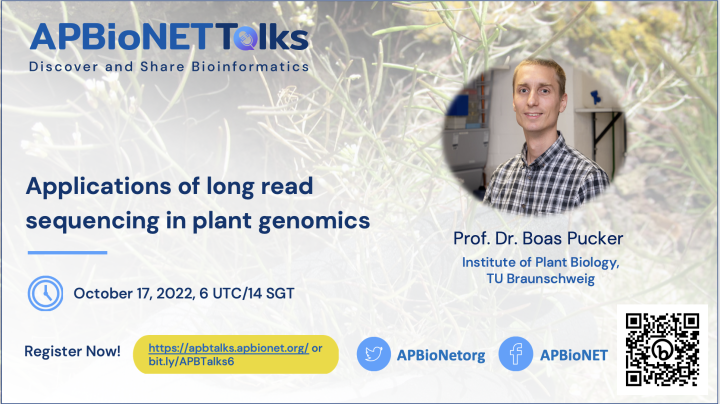 APBioNETTalks
Discover and Share Bioinformatics
Applications of long read
sequencing in plant genomics
October 17, 2022, 6 UTC/14 SGT
Prof. Dr. Boas Pucker
Institute of Plant Biology,
TU Braunschweig
Register Now!
https://apbtalks.apbionet.org/ or
bit.ly/APBTalks6
APBioNetorg
APBioNET